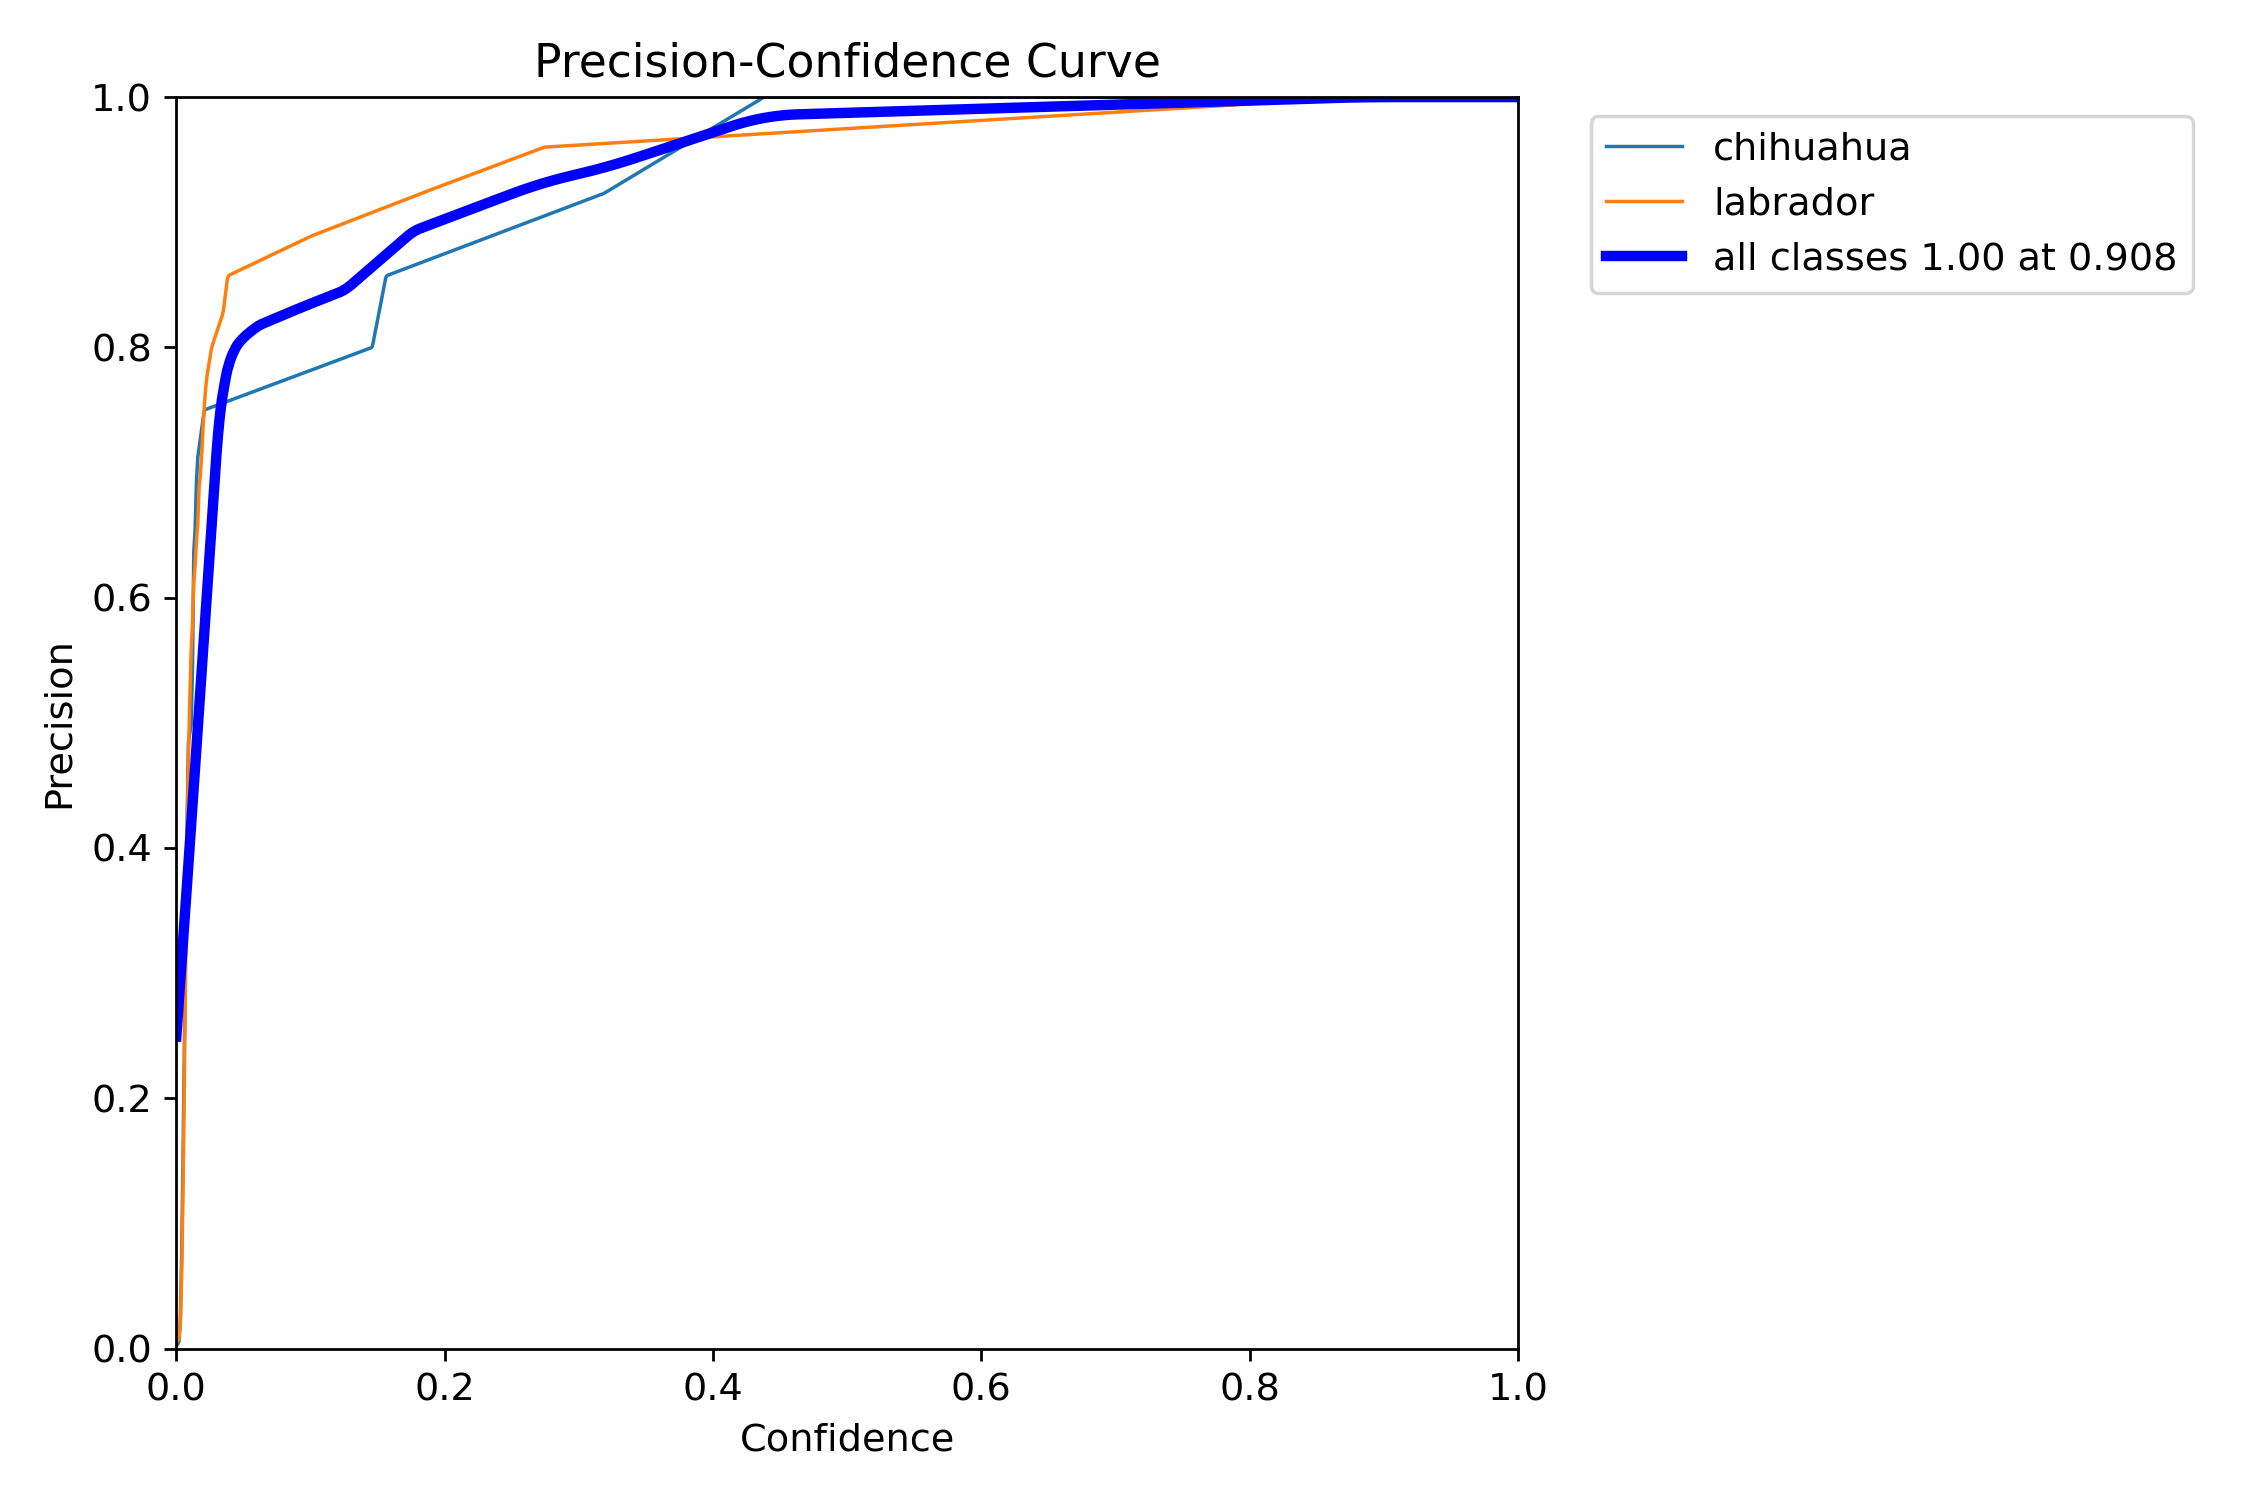 Precision-Confidence Curve
1.0
0.8
0.6
0.4
0.2
0.0
Precision
0.0 0.2 0.4 0.6 0.8 1.0
Confidence
chihuahua
labrador
all classes 1.00 at 0.908